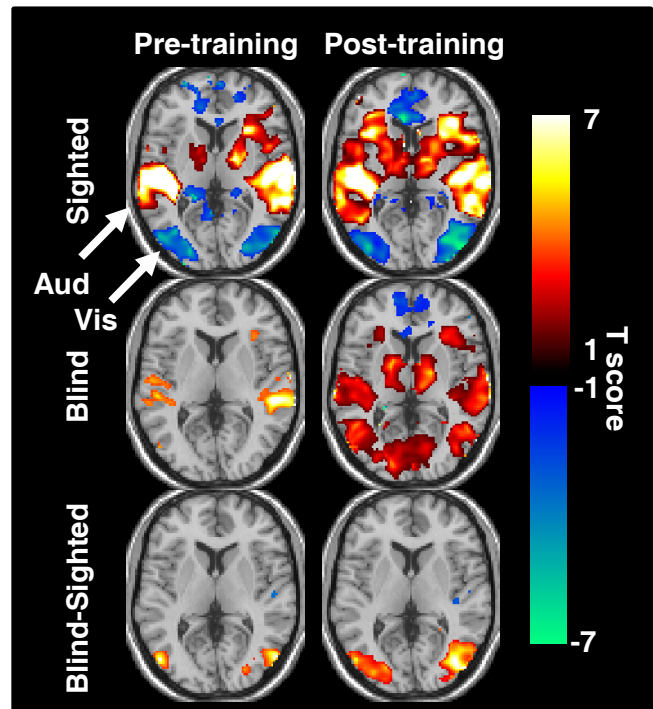 Pre-training Post-training
Sighted
Aud
Vis
Blind
Blind-Sighted
7
1
-1
-7
T score